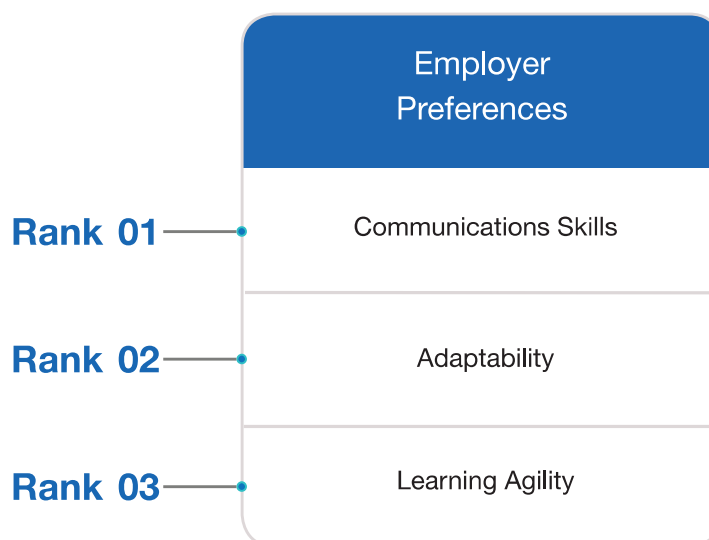 Employer
Preferences
Rank 01
Communications Skills
Rank 02
Adaptability
Rank 03
Learning Agility